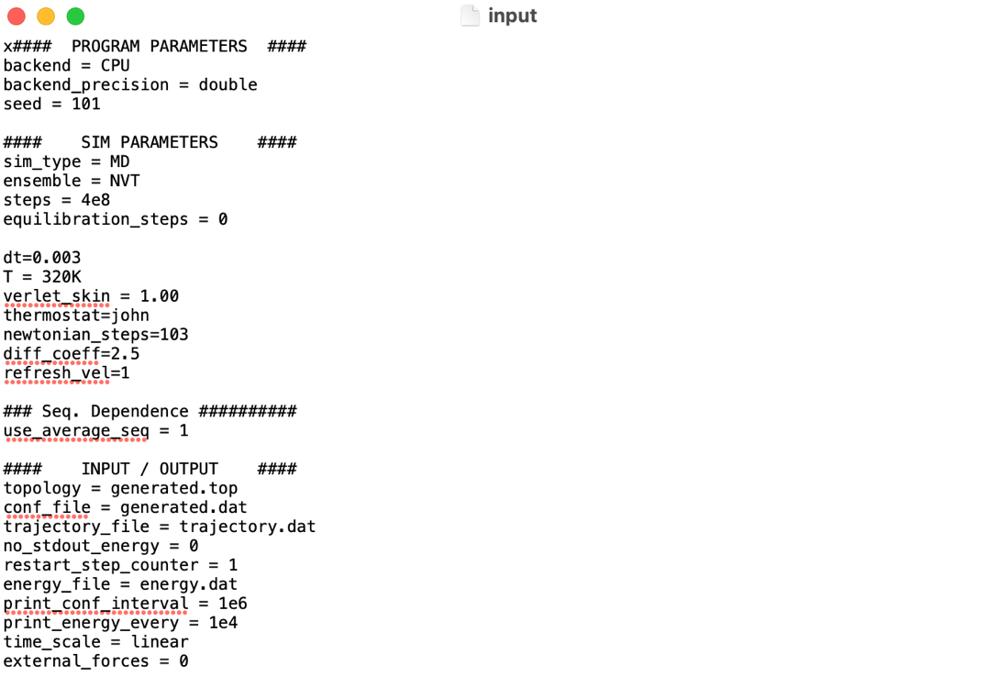 input
x####  PROGRAM PARAMETERS  ####
backend = CPU
backend_precision = double
seed = 101
####    SIM PARAMETERS    ####
sim_type = MD
ensemble = NVT
steps = 4e8
equilibration_steps = 0
dt=0.003
T = 320K
verlet_skin = 1.00
thermostat=john
newtonian_steps=103
diff_coeff=2.5
refresh_vel=1
### Seq. Dependence ##########
use_average_seq = 1
####    INPUT / OUTPUT    ####
topology = generated.top
conf_file = generated.dat
trajectory_file = trajectory.dat
no_stdout_energy = 0
restart_step_counter = 1
energy_file = energy.dat
print_conf_interval = 1e6
print_energy_every = 1e4
time_scale = linear
external_forces = 0